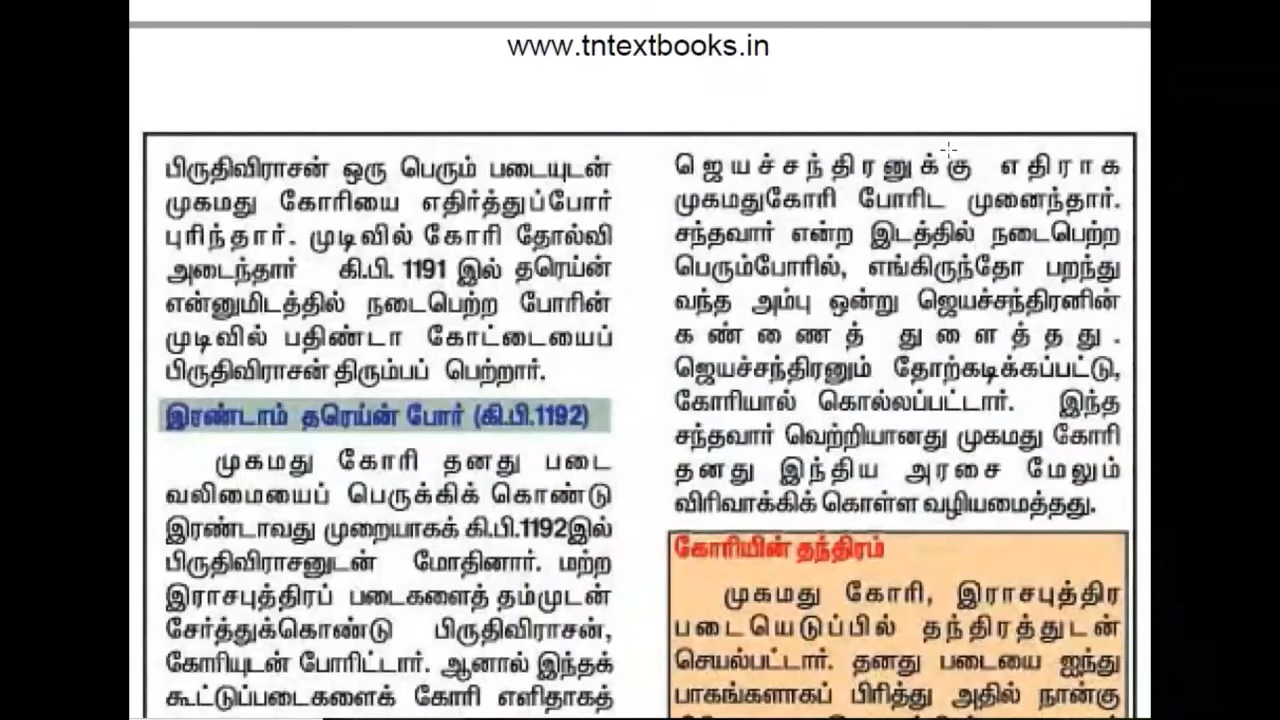 www.tntextbooks.in
பிருதிவிராசன் ஒரு பெரும் படையுடன்
முகமது கோரியை எதிர்த்துப்போர்
புரிந்தார். முடிவில் கோரி தோல்வி
அடைந்தார் கி.பி. 1191 இல் தரெய்ன்
என்னுமிடத்தில் நடைபெற்ற போரின்
முடிவில் பதிண்டா கோட்டையைப்
பிருதிவிராசன் திரும்பப் பெற்றார்.
இரண்டாம் தரெய்ன் போர் (கி.பி.1192)
முகமது கோரி தனது படை
வலிமையைப் பெருக்கிக் கொண்டு
இரண்டாவது முறையாகக் கி.பி.1192இல்
பிருதிவிராசனுடன் மோதினார். மற்ற
இராசபுத்திரப் படைகளைத் தம்முடன்
சேர்த்துக்கொண்டு பிருதிவிராசன்,
கோரியுடன் போரிட்டார். ஆனால் இந்தக்
கூட்டுப்படைகளைக் கோரி எளிதாகத்
ஜெயச்சந்திரனுக்கு எதிராக
முகமதுகோரி போரிட முனைந்தார்.
சந்தவார் என்ற இடத்தில் நடைபெற்ற
பெரும்போரில், எங்கிருந்தோ பறந்து
வந்த அம்பு ஒன்று ஜெயச்சந்திரனின்
கண்ணைத் துளைத்தது.
ஜெயச்சந்திரனும் தோற்கடிக்கப்பட்டு,
கோரியால் கொல்லப்பட்டார். இந்த
சந்தவார் வெற்றியானது முகமது கோரி
தனது இந்திய அரசை மேலும்
விரிவாக்கிக் கொள்ள வழியமைத்தது.
கோரியின் தந்திரம்
முகமது கோரி, இராசபுத்திர
படையெடுப்பில் தந்திரத்துடன்
செயல்பட்டார். தனது படையை ஐந்து
பாகங்களாகப் பிரித்து அதில் நான்கு